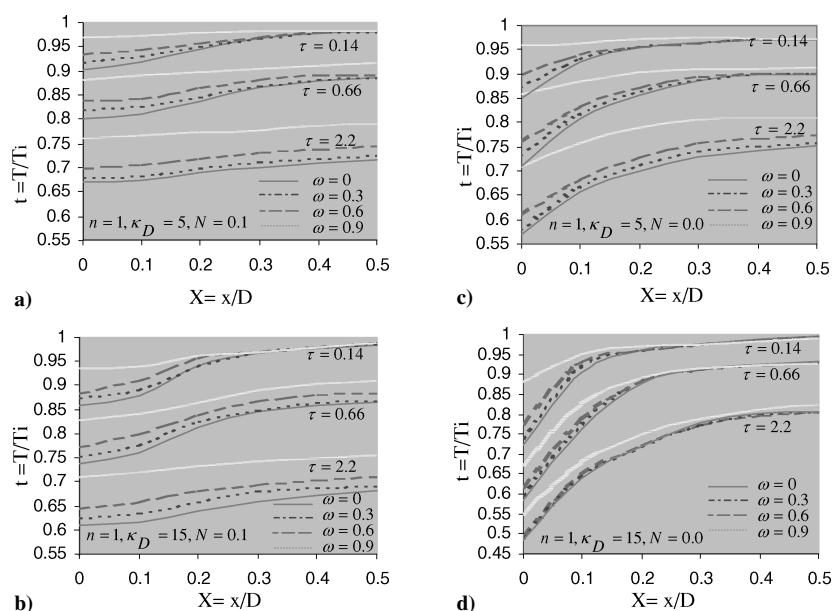 1
0.95
0.9
0.85
0.8
0.75
0.7
0.65
0.6
0.55
t =T/Ti
τ = 0.14
τ = 0.66
τ = 2.2
ω = 0
ω = 0.3
ω = 0.6
ω = 0.9
n = 1, κ_D = 5, N = 0.1
0 0.1 0.2 0.3 0.4 0.5
a) X= x/D
1
0.95
0.9
0.85
0.8
0.75
0.7
0.65
0.6
0.55
t =T/Ti
τ = 0.14
τ = 0.66
τ = 2.2
ω = 0
ω = 0.3
ω = 0.6
ω = 0.9
n = 1, κ_D = 5, N = 0.0
0 0.1 0.2 0.3 0.4 0.5
c) X= x/D
1
0.95
0.9
0.85
0.8
0.75
0.7
0.65
0.6
0.55
t =T/Ti
τ = 0.14
τ = 0.66
τ = 2.2
ω = 0
ω = 0.3
ω = 0.6
ω = 0.9
n = 1, κ_D = 15, N = 0.1
0 0.1 0.2 0.3 0.4 0.5
b) X= x/D
1
0.95
0.9
0.85
0.8
0.75
0.7
0.65
0.6
0.55
0.5
0.45
t =T/Ti
τ = 0.14
τ = 0.66
τ = 2.2
ω = 0
ω = 0.3
ω = 0.6
ω = 0.9
n = 1, κ_D = 15, N = 0.0
0 0.1 0.2 0.3 0.4 0.5
d) X= x/D